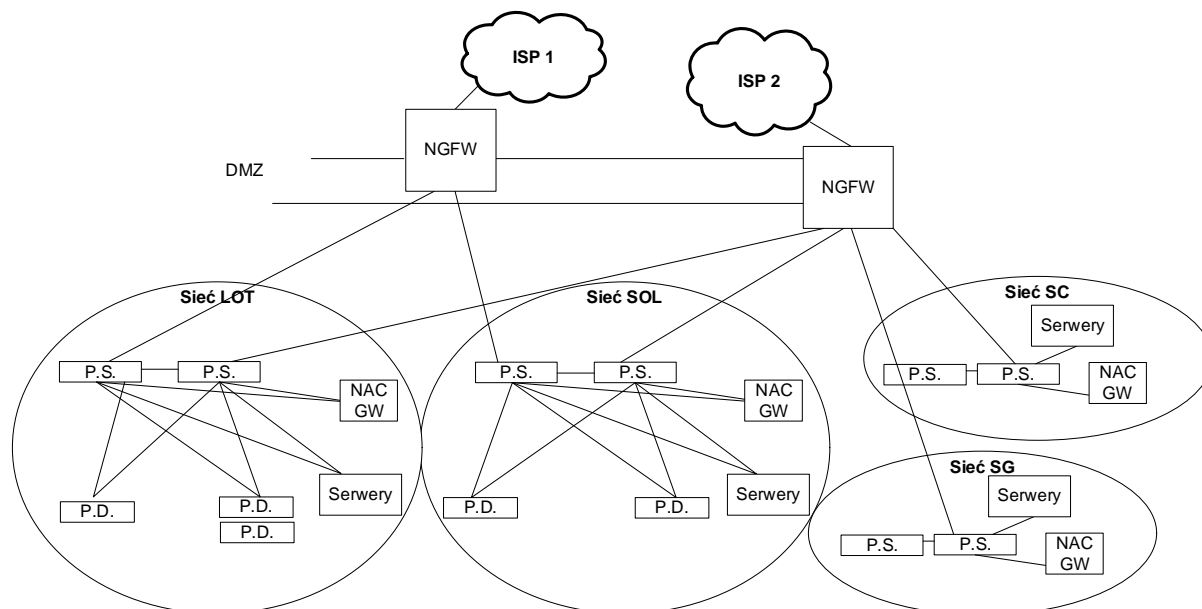 ISP 1
ISP 2
NGFW
DMZ
NGFW
Sieć LOT
Sieć SOL
Sieć SC
Serwery
P.S.
P.S.
P.S.
P.S.
P.S.
P.S.
NAC
GW
NAC
GW
NAC
GW
Sieć SG
Serwery
Serwery
Serwery
P.D.
P.D.
P.D.
P.D.
P.D.
P.S.
P.S.
NAC
GW